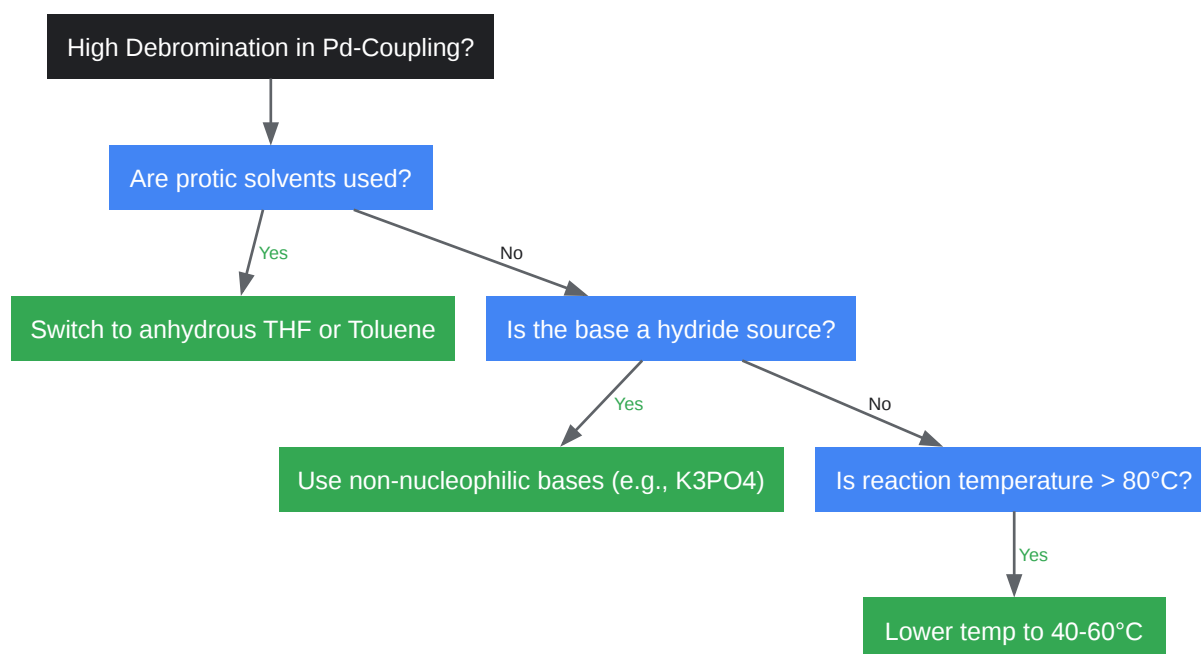 High Debromination in Pd-Coupling?
Are protic solvents used?
Yes
No
Switch to anhydrous THF or Toluene
Is the base a hydride source?
Yes
No
Use non-nucleophilic bases (e.g., K3PO4)
Is reaction temperature > 80°C?
Yes
Lower temp to 40-60°C